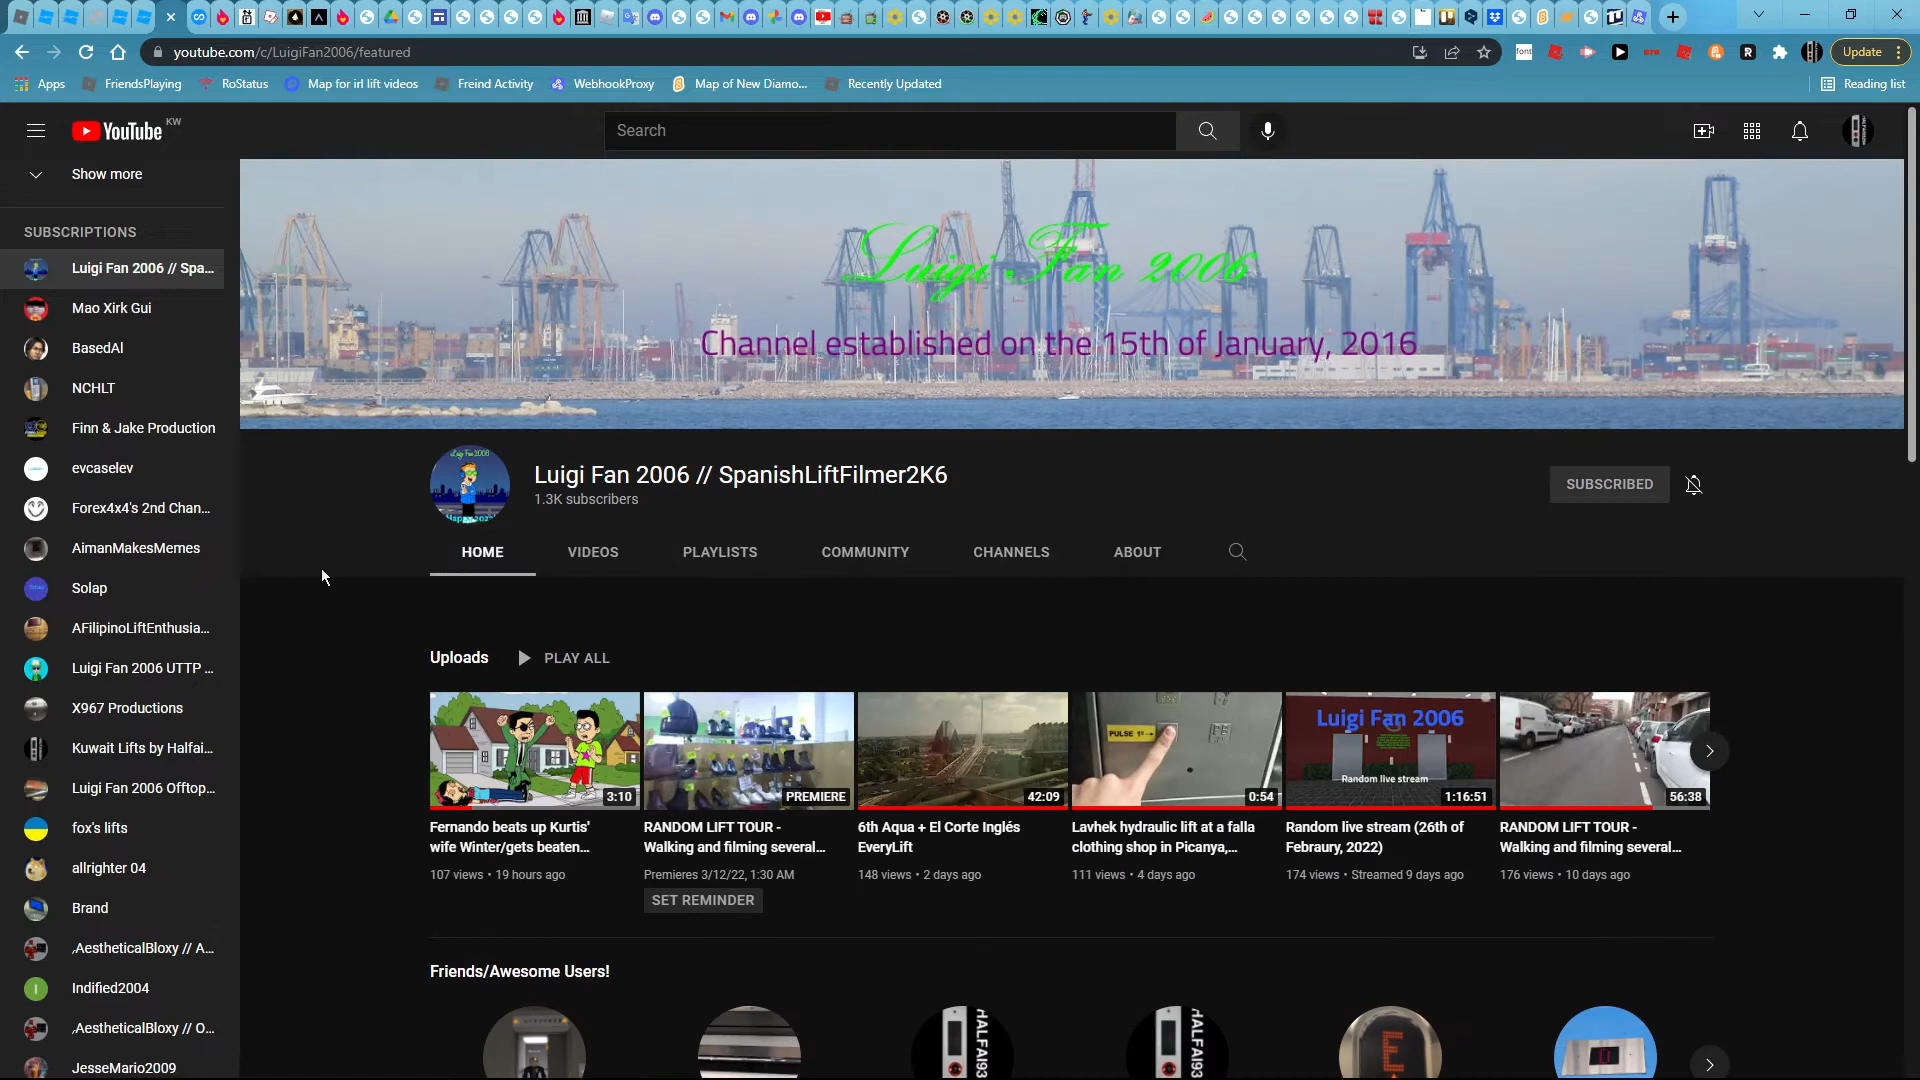 youtube.com/c/LuigiFan2006/featured
Update
Apps
FriendsPlaying
RoStatus
Map for irl lift videos
Freind Activity
WebhookProxy
Map of New Diamo...
Recently Updated
Reading list
YouTube KW
Search
Show more
SUBSCRIPTIONS
Luigi Fan 2006 // Spa...
Mao Xirk Gui
BasedAl
NCHLT
Finn & Jake Production
evcaselev
Forex4x4's 2nd Chan...
AimanMakesMemes
Solap
AFilipinoLiftEnthusia...
Luigi Fan 2006 UTTP ...
X967 Productions
Kuwait Lifts by Halfai...
Luigi Fan 2006 Offtop...
fox's lifts
allrighter 04
Brand
,AestheticalBloxy // A...
Indified2004
,AestheticalBloxy // O...
JesseMario2009
Luigi Fan 2006
Channel established on the 15th of January, 2016
Luigi Fan 2006 // SpanishLiftFilmer2K6
1.3K subscribers
SUBSCRIBED
HOME
VIDEOS
PLAYLISTS
COMMUNITY
CHANNELS
ABOUT
Uploads
PLAY ALL
3:10
Fernando beats up Kurtis'
wife Winter/gets beaten...
107 views • 19 hours ago
PREMIERE
RANDOM LIFT TOUR -
Walking and filming several...
Premieres 3/12/22, 1:30 AM
SET REMINDER
42:09
6th Aqua + El Corte Inglés
EveryLift
148 views • 2 days ago
PULSE 1º
0:54
Lavhek hydraulic lift at a falla
clothing shop in Picanya,...
111 views • 4 days ago
Luigi Fan 2006
Random live stream
1:16:51
Random live stream (26th of
Febraury, 2022)
174 views • Streamed 9 days ago
56:38
RANDOM LIFT TOUR -
Walking and filming several...
176 views • 10 days ago
Friends/Awesome Users!
HALFAI93
HALFAI93
E